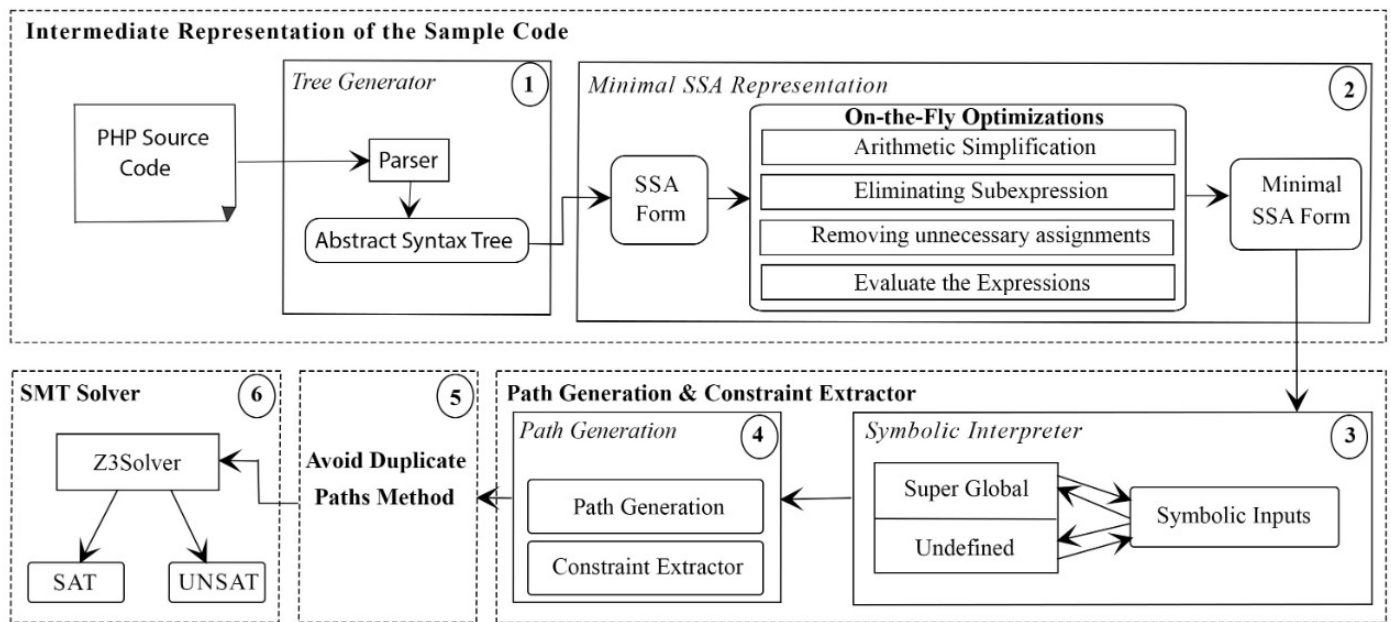 Intermediate Representation of the Sample Code
PHP Source
Code
Tree Generator
1
Parser
Abstract Syntax Tree
Minimal SSA Representation
2
SSA
Form
On-the-Fly Optimizations
Arithmetic Simplification
Eliminating Subexpression
Removing unnecessary assignments
Evaluate the Expressions
Minimal
SSA Form
Path Generation & Constraint Extractor
Symbolic Interpreter
3
Super Global
Undefined
Symbolic Inputs
Path Generation
4
Path Generation
Constraint Extractor
5
Avoid Duplicate
Paths Method
SMT Solver
6
Z3Solver
SAT
UNSAT